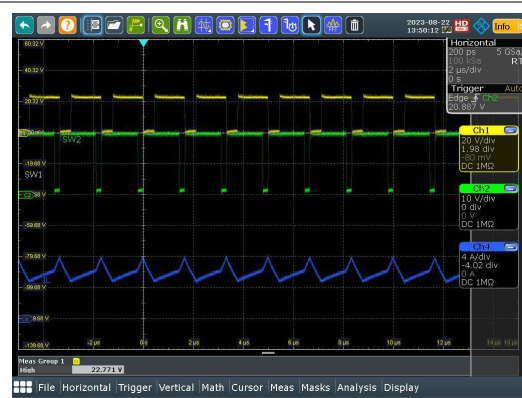 2023-08-22
13:50:12
HD
Info
60.32 V
40.32 V
20.32 V
SW2
-19.68 V
SW1
-59.68 V
-79.68 V
-99.68 V
-139.68 V
-2 µs
0 s
2 µs
4 µs
6 µs
8 µs
10 µs
12 µs
14 µs
Horizontal
200 ps 5 GSa
100 kSa RT
2 µs/div
0 s
Trigger Auto
Edge Ch2
20.887 V
Ch1
20 V/div
1.98 div
-80 mV
DC 1MΩ
Ch2
10 V/div
0 div
0 V
DC 1MΩ
Ch4
4 A/div
-4.02 div
0 A
DC 1MΩ
Meas Group 1
High 22.771 V
File Horizontal Trigger Vertical Math Cursor Meas Masks Analysis Display